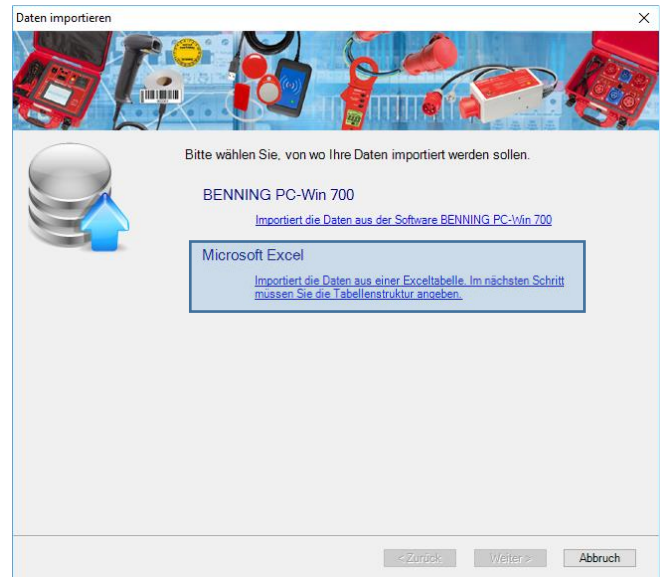 Daten importieren
Bitte wählen Sie, von wo Ihre Daten importiert werden sollen.
BENNING PC-Win 700
Importiert die Daten aus der Software BENNING PC-Win 700
Microsoft Excel
Importiert die Daten aus einer Exceltabelle. Im nächsten Schritt
müssen Sie die Tabellenstruktur angeben.
< Zurück
Weiter >
Abbruch